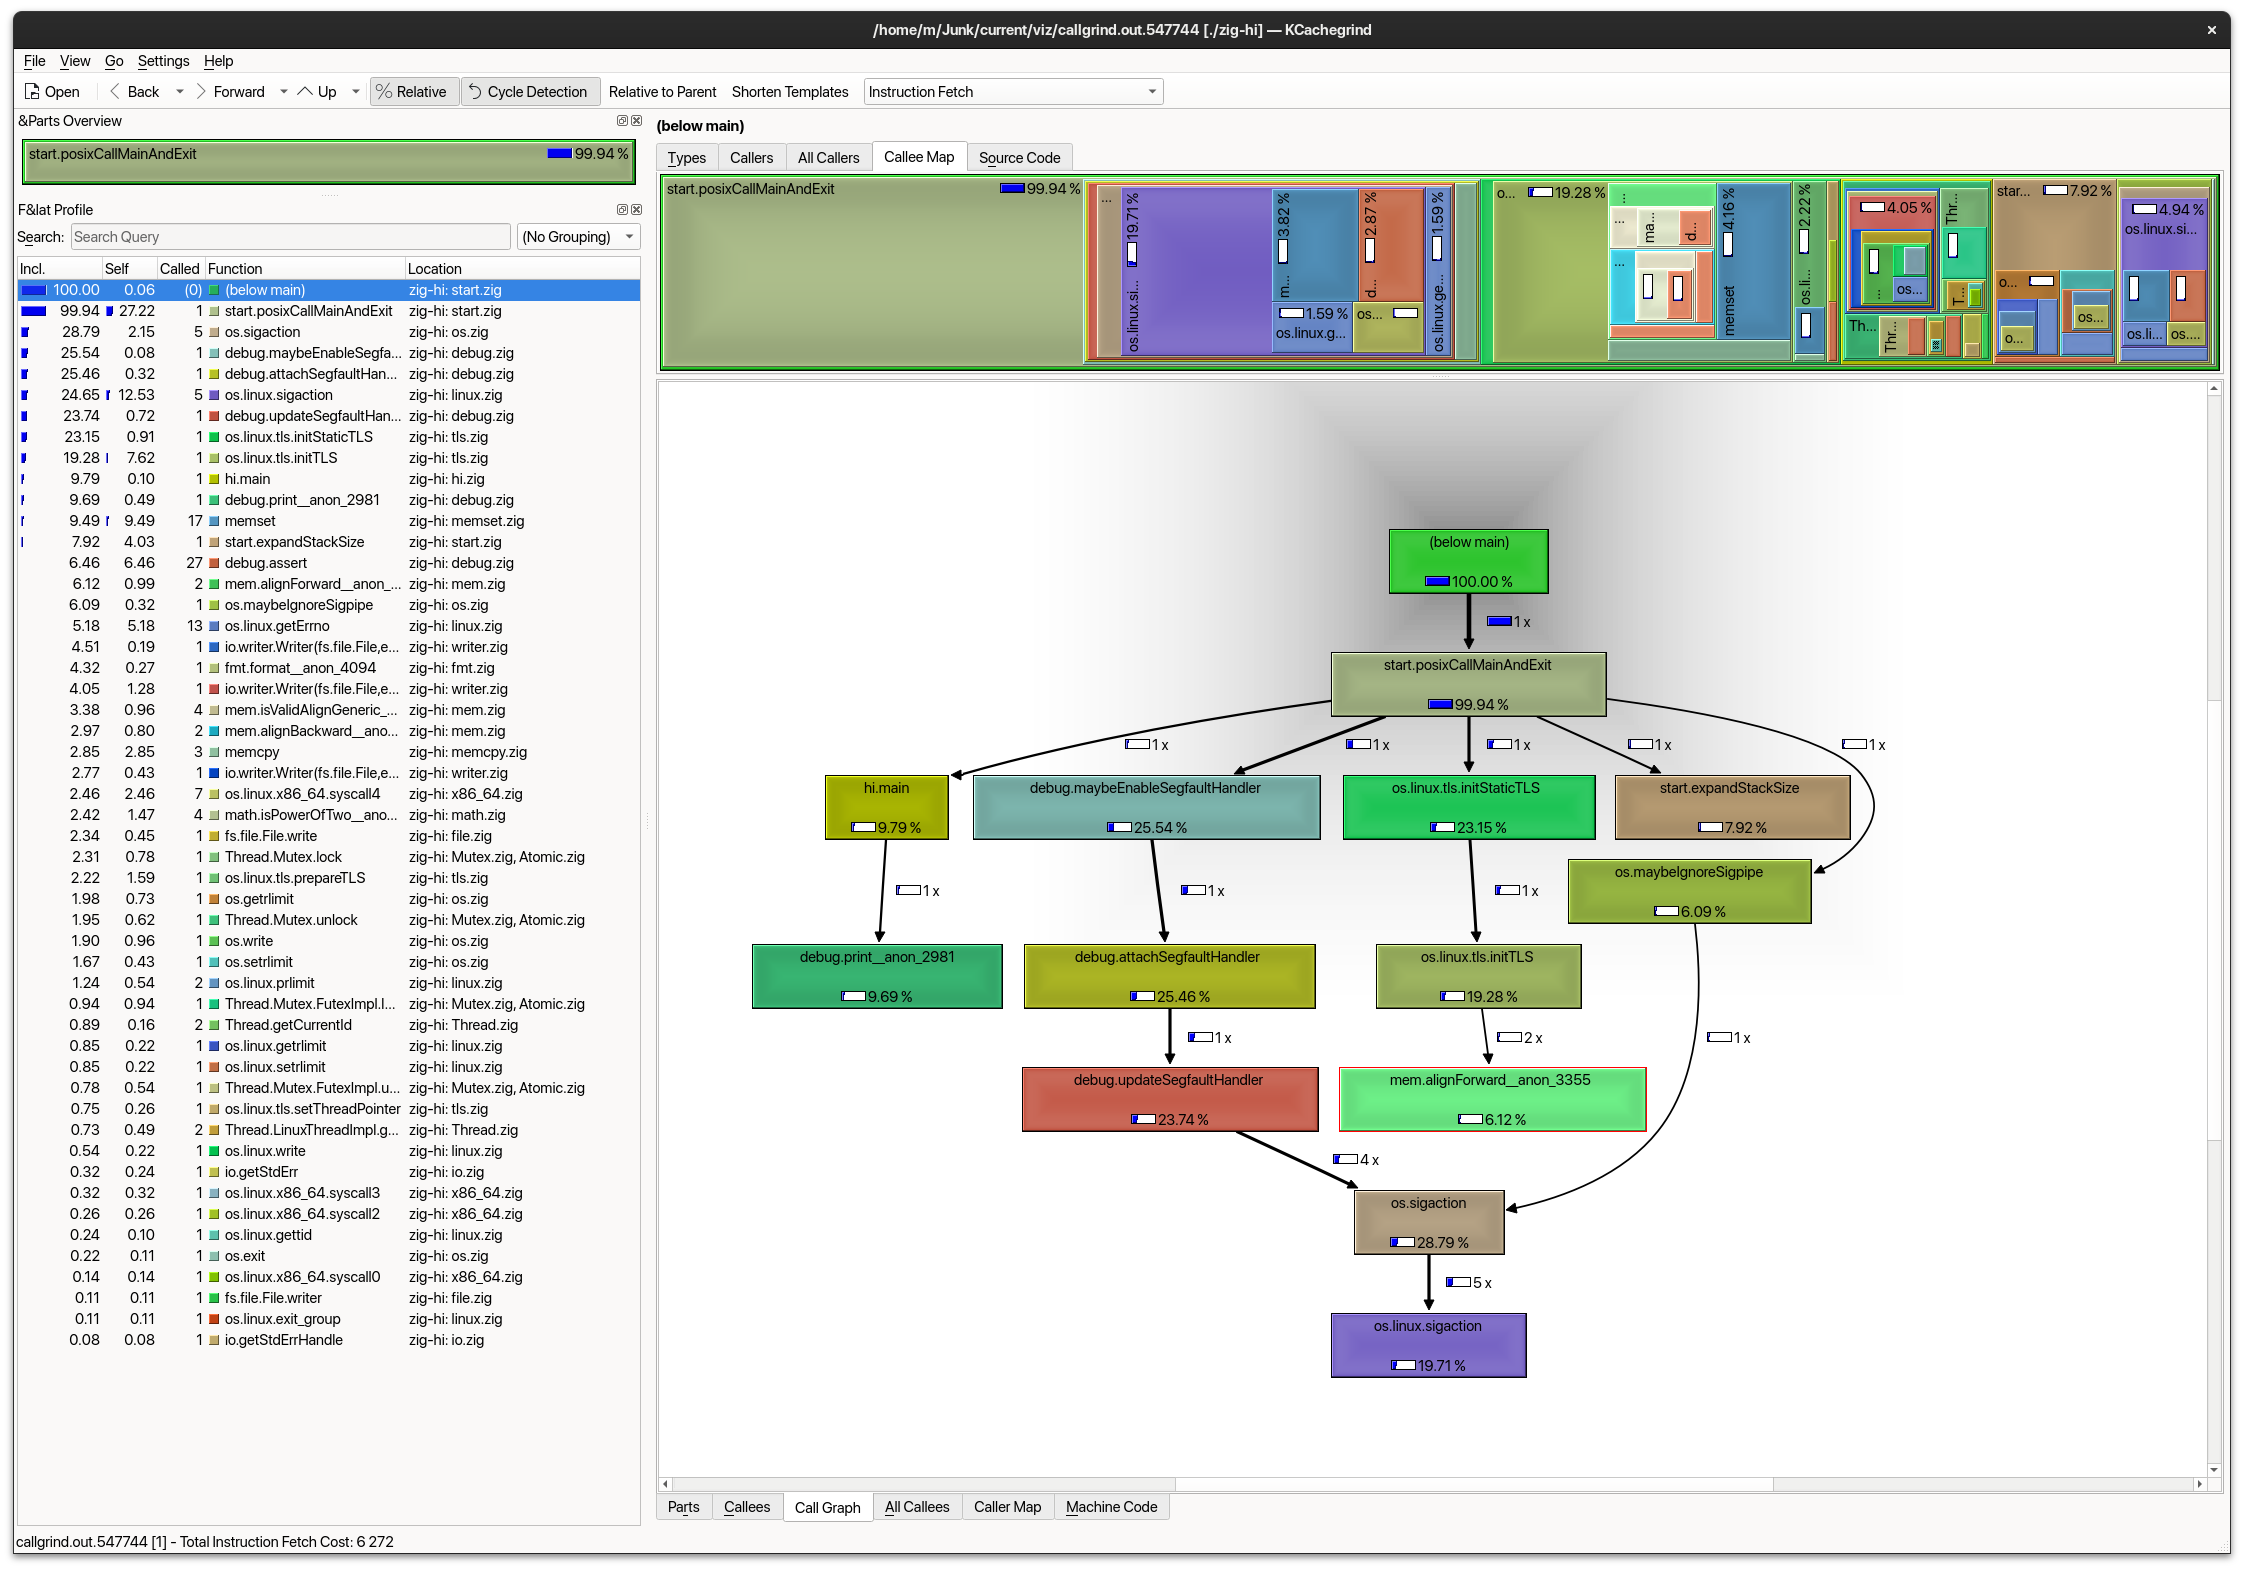 /home/m/Junk/current/viz/callgrind.out.547744 [./zig-hi] — KCachegrind
File View Go Settings Help
Open Back Forward Up Relative Cycle Detection Relative to Parent Shorten Templates Instruction Fetch
&Parts Overview
start.posixCallMainAndExit 99.94 %
F&lat Profile
Search: Search Query (No Grouping)
Incl. Self Called Function Location
100.00 0.06 (0) (below main) zig-hi: start.zig
99.94 27.22 1 start.posixCallMainAndExit zig-hi: start.zig
28.79 2.15 5 os.sigaction zig-hi: os.zig
25.54 0.08 1 debug.maybeEnableSegfa... zig-hi: debug.zig
25.46 0.32 1 debug.attachSegfaultHan... zig-hi: debug.zig
24.65 12.53 5 os.linux.sigaction zig-hi: linux.zig
23.74 0.72 1 debug.updateSegfaultHan... zig-hi: debug.zig
23.15 0.91 1 os.linux.tls.initStaticTLS zig-hi: tls.zig
19.28 7.62 1 os.linux.tls.initTLS zig-hi: tls.zig
9.79 0.10 1 hi.main zig-hi: hi.zig
9.69 0.49 1 debug.print__anon_2981 zig-hi: debug.zig
9.49 9.49 17 memset zig-hi: memset.zig
7.92 4.03 1 start.expandStackSize zig-hi: start.zig
6.46 6.46 27 debug.assert zig-hi: debug.zig
6.12 0.99 2 mem.alignForward__anon_... zig-hi: mem.zig
6.09 0.32 1 os.maybeIgnoreSigpipe zig-hi: os.zig
5.18 5.18 13 os.linux.getErrno zig-hi: linux.zig
4.51 0.19 1 io.writer.Writer(fs.file.File,e... zig-hi: writer.zig
4.32 0.27 1 fmt.format__anon_4094 zig-hi: fmt.zig
4.05 1.28 1 io.writer.Writer(fs.file.File,e... zig-hi: writer.zig
3.38 0.96 4 mem.isValidAlignGeneric_... zig-hi: mem.zig
2.97 0.80 2 mem.alignBackward__ano... zig-hi: mem.zig
2.85 2.85 3 memcpy zig-hi: memcpy.zig
2.77 0.43 1 io.writer.Writer(fs.file.File,e... zig-hi: writer.zig
2.46 2.46 7 os.linux.x86_64.syscall4 zig-hi: x86_64.zig
2.42 1.47 4 math.isPowerOfTwo__ano... zig-hi: math.zig
2.34 0.45 1 fs.file.File.write zig-hi: file.zig
2.31 0.78 1 Thread.Mutex.lock zig-hi: Mutex.zig, Atomic.zig
2.22 1.59 1 os.linux.tls.prepareTLS zig-hi: tls.zig
1.98 0.73 1 os.getrlimit zig-hi: os.zig
1.95 0.62 1 Thread.Mutex.unlock zig-hi: Mutex.zig, Atomic.zig
1.90 0.96 1 os.write zig-hi: os.zig
1.67 0.43 1 os.setrlimit zig-hi: os.zig
1.24 0.54 2 os.linux.prlimit zig-hi: linux.zig
0.94 0.94 1 Thread.Mutex.FutexImpl.l... zig-hi: Mutex.zig, Atomic.zig
0.89 0.16 2 Thread.getCurrentId zig-hi: Thread.zig
0.85 0.22 1 os.linux.getrlimit zig-hi: linux.zig
0.85 0.22 1 os.linux.setrlimit zig-hi: linux.zig
0.78 0.54 1 Thread.Mutex.FutexImpl.u... zig-hi: Mutex.zig, Atomic.zig
0.75 0.26 1 os.linux.tls.setThreadPointer zig-hi: tls.zig
0.73 0.49 2 Thread.LinuxThreadImpl.g... zig-hi: Thread.zig
0.54 0.22 1 os.linux.write zig-hi: linux.zig
0.32 0.24 1 io.getStdErr zig-hi: io.zig
0.32 0.32 1 os.linux.x86_64.syscall3 zig-hi: x86_64.zig
0.26 0.26 1 os.linux.x86_64.syscall2 zig-hi: x86_64.zig
0.24 0.10 1 os.linux.gettid zig-hi: linux.zig
0.22 0.11 1 os.exit zig-hi: os.zig
0.14 0.14 1 os.linux.x86_64.syscall0 zig-hi: x86_64.zig
0.11 0.11 1 fs.file.File.writer zig-hi: file.zig
0.11 0.11 1 os.linux.exit_group zig-hi: linux.zig
0.08 0.08 1 io.getStdErrHandle zig-hi: io.zig
(below main)
Types Callers All Callers Callee Map Source Code
start.posixCallMainAndExit 99.94 %
...
os.linux.si... 19.71 %
m... 3.82 %
d... 2.87 %
1.59 %
os.linux.g...
os...
os.linux.ge... 1.59 %
o... 19.28 %
...
...
ma...
d...
...
memset 4.16 %
os.li... 2.22 %
4.05 %
...
os...
Thr...
T...
Th...
Thr...
star... 7.92 %
o...
o...
os...
4.94 %
os.linux.si...
os.li...
os....
(below main)
100.00 %
1 x
start.posixCallMainAndExit
99.94 %
1 x 1 x 1 x 1 x 1 x
hi.main
9.79 %
debug.maybeEnableSegfaultHandler
25.54 %
os.linux.tls.initStaticTLS
23.15 %
start.expandStackSize
7.92 %
os.maybeIgnoreSigpipe
6.09 %
1 x 1 x 1 x
debug.print__anon_2981
9.69 %
debug.attachSegfaultHandler
25.46 %
os.linux.tls.initTLS
19.28 %
1 x 2 x 1 x
debug.updateSegfaultHandler
23.74 %
mem.alignForward__anon_3355
6.12 %
4 x
os.sigaction
28.79 %
5 x
os.linux.sigaction
19.71 %
Parts Callees Call Graph All Callees Caller Map Machine Code
callgrind.out.547744 [1] - Total Instruction Fetch Cost: 6 272